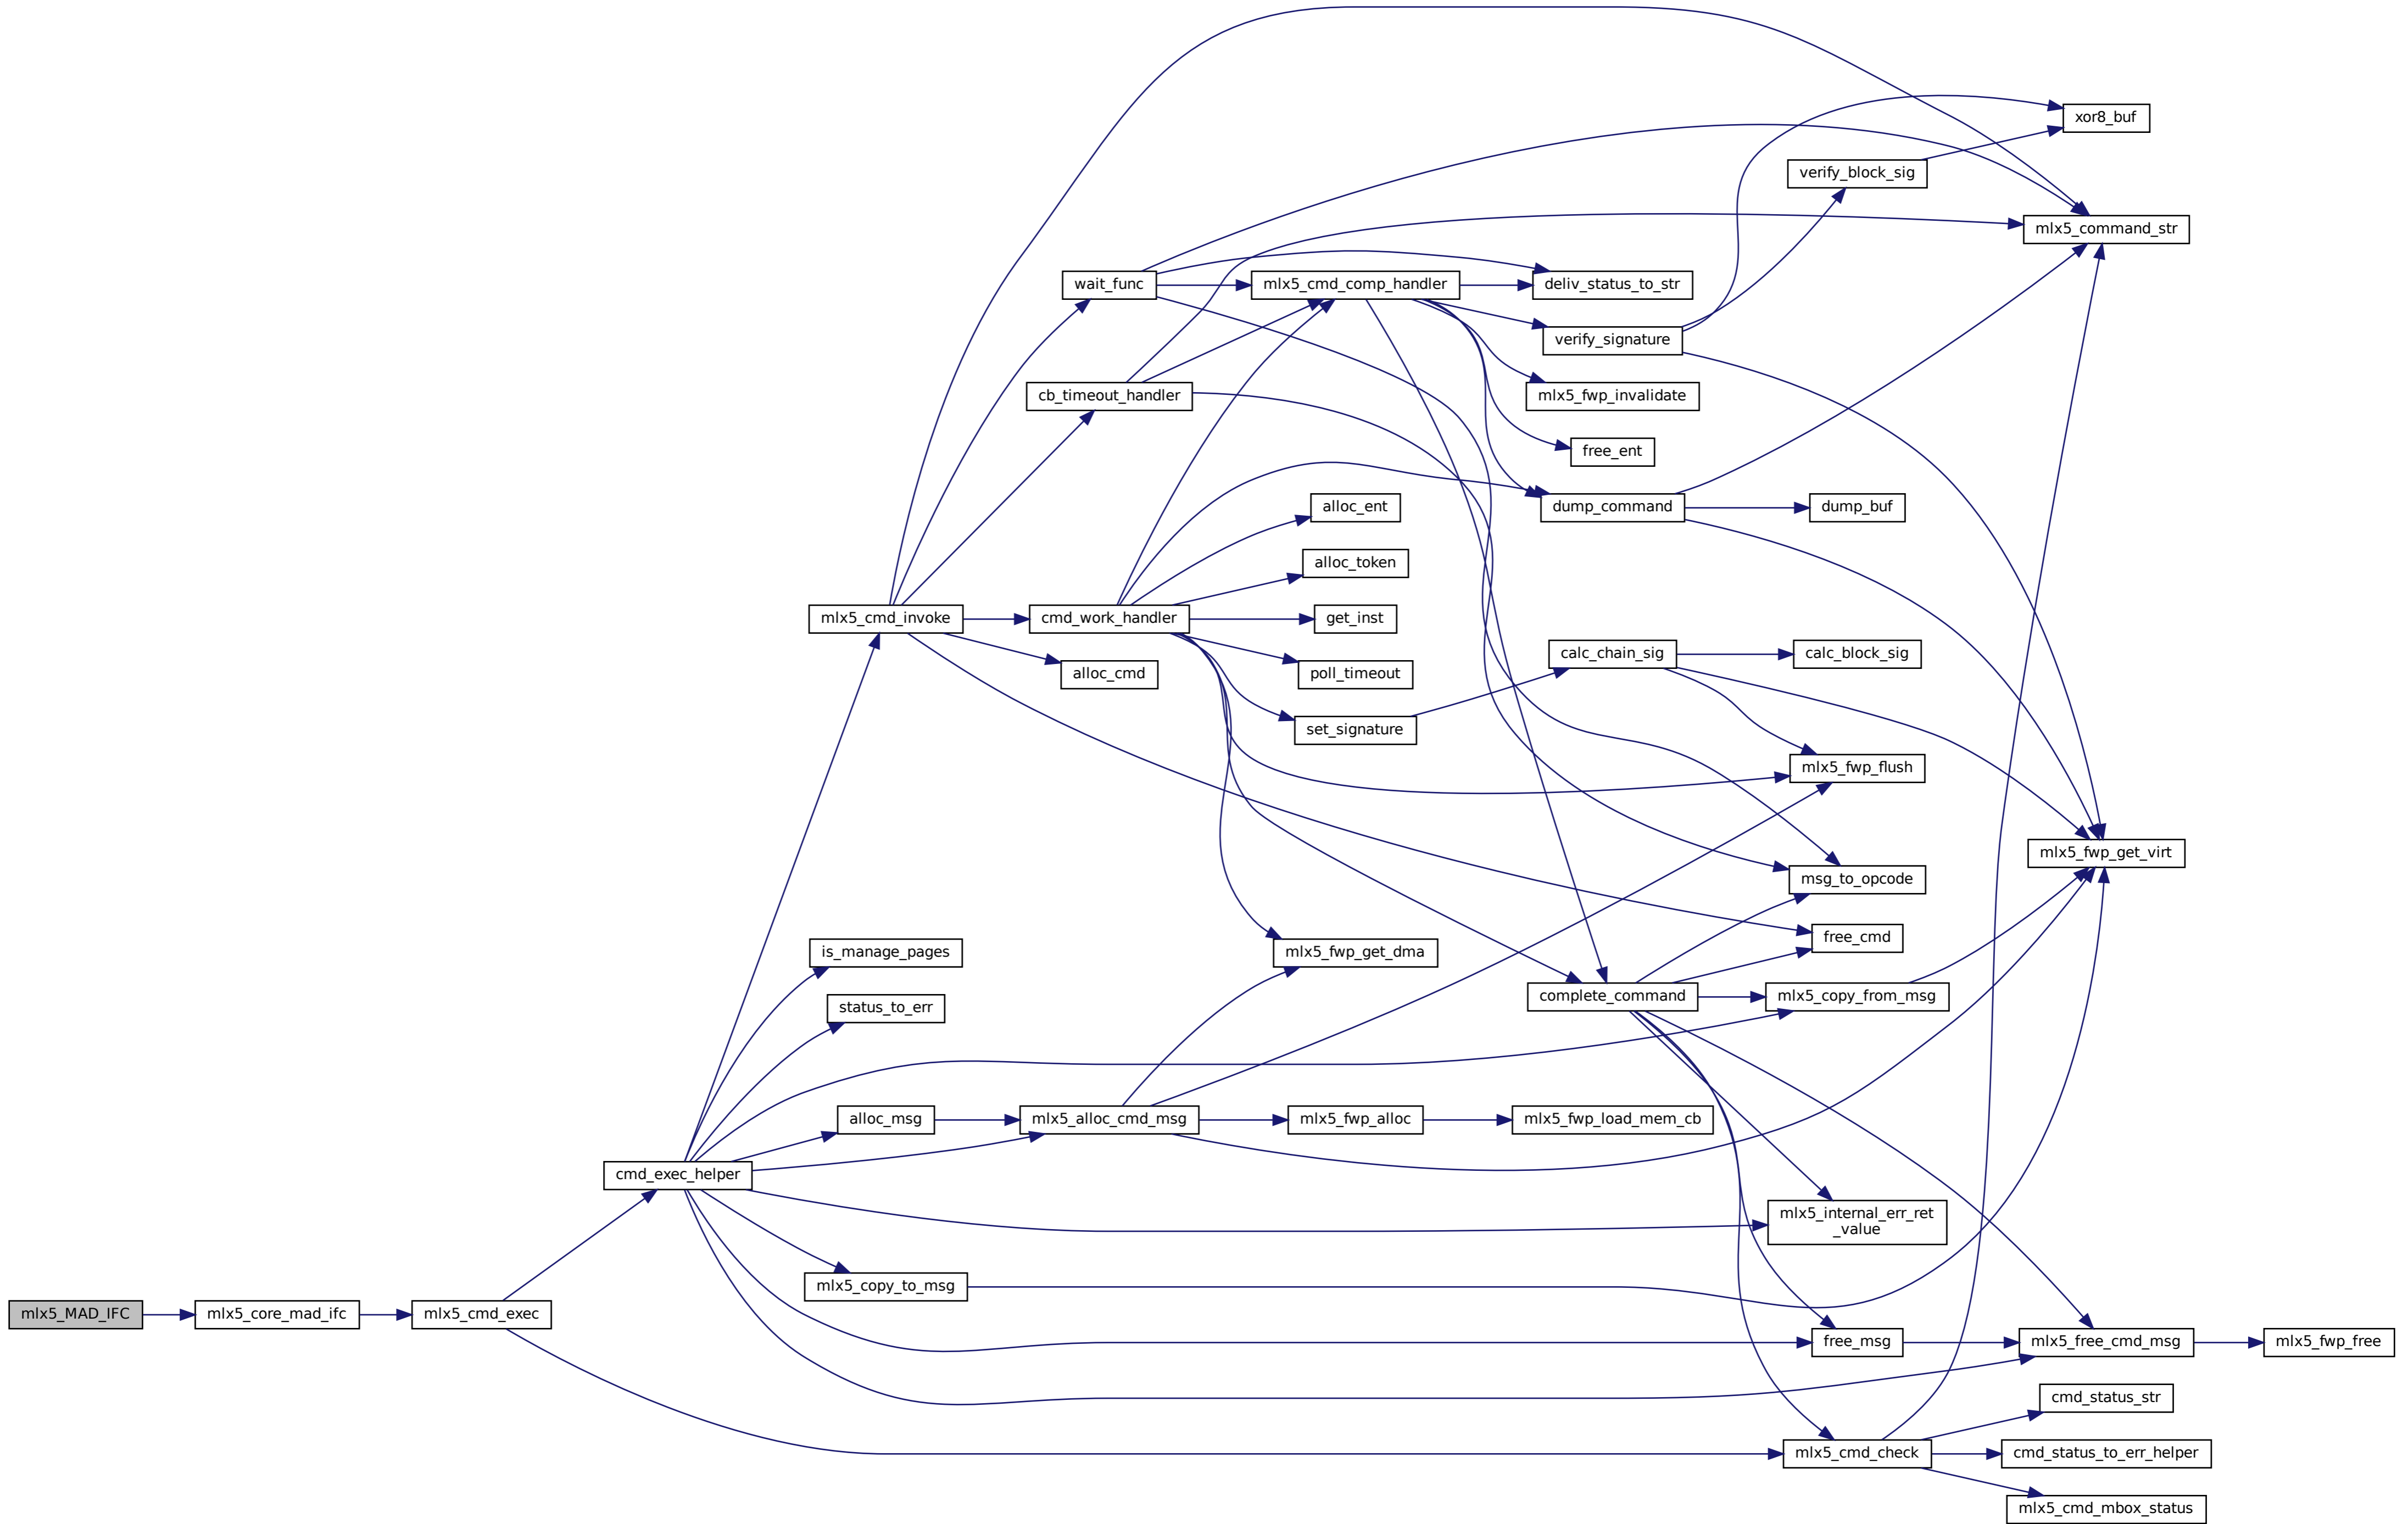 xor8_buf
verify_block_sig
mlx5_command_str
wait_func
mlx5_cmd_comp_handler
deliv_status_to_str
verify_signature
cb_timeout_handler
mlx5_fwp_invalidate
free_ent
alloc_ent
dump_command
dump_buf
alloc_token
mlx5_cmd_invoke
cmd_work_handler
get_inst
calc_chain_sig
calc_block_sig
alloc_cmd
poll_timeout
set_signature
mlx5_fwp_flush
mlx5_fwp_get_virt
msg_to_opcode
free_cmd
is_manage_pages
mlx5_fwp_get_dma
complete_command
mlx5_copy_from_msg
status_to_err
alloc_msg
mlx5_alloc_cmd_msg
mlx5_fwp_alloc
mlx5_fwp_load_mem_cb
cmd_exec_helper
mlx5_internal_err_ret
_value
mlx5_copy_to_msg
mlx5_MAD_IFC
mlx5_core_mad_ifc
mlx5_cmd_exec
free_msg
mlx5_free_cmd_msg
mlx5_fwp_free
cmd_status_str
mlx5_cmd_check
cmd_status_to_err_helper
mlx5_cmd_mbox_status